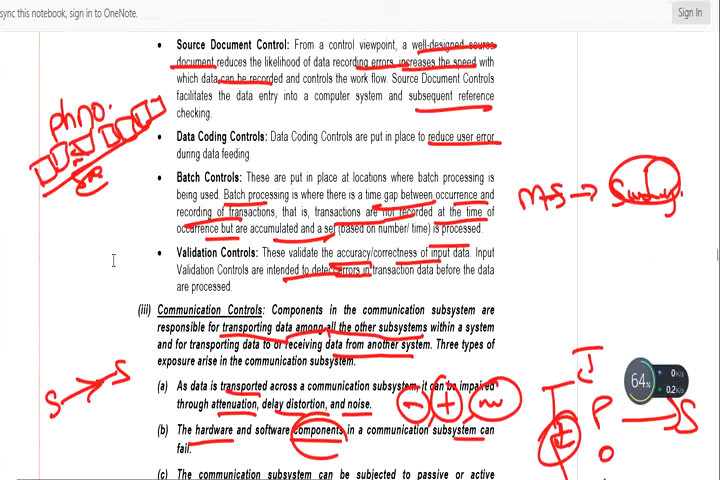 sync this notebook, sign in to OneNote.
Sign In
• Source Document Control: From a control viewpoint, a well-designed source
document reduces the likelihood of data recording errors, increases the speed with
which data can be recorded and controls the work flow. Source Document Controls
facilitates the data entry into a computer system and subsequent reference
checking.
phno.
• Data Coding Controls: Data Coding Controls are put in place to reduce user error
during data feeding
• Batch Controls: These are put in place at locations where batch processing is
being used. Batch processing is where there is a time gap between occurrence and
recording of transactions, that is, transactions are not recorded at the time of
occurrence but are accumulated and a set (based on number/ time) is processed.
M-S → Sunday.
• Validation Controls: These validate the accuracy/correctness of input data. Input
Validation Controls are intended to detect errors in transaction data before the data
are processed.
(iii) Communication Controls: Components in the communication subsystem are
responsible for transporting data among all the other subsystems within a system
and for transporting data to or receiving data from another system. Three types of
exposure arise in the communication subsystem.
S → S
(a) As data is transported across a communication subsystem, it can be impaired
through attenuation, delay distortion, and noise.
(b) The hardware and software components in a communication subsystem can
fail.
(c) The communication subsystem can be subjected to passive or active
64%
0K/s
0.2K/s
I
P → S
O